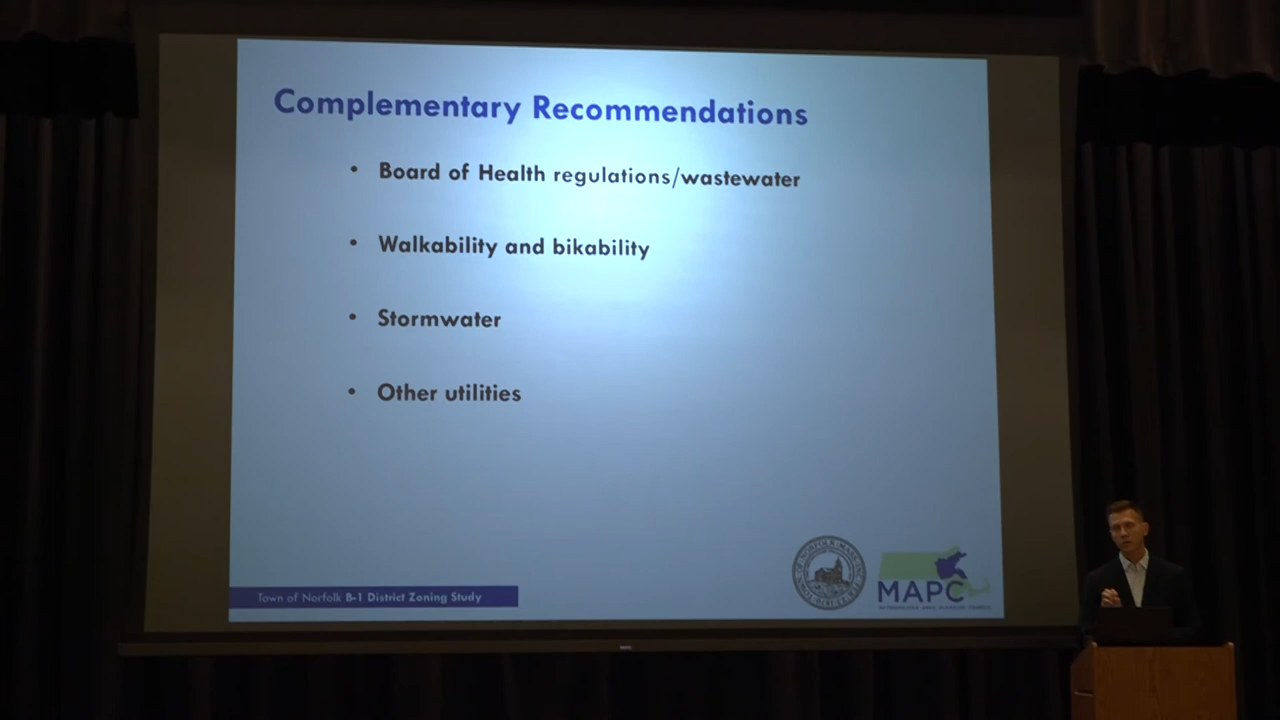 Complementary Recommendations
• Board of Health regulations/wastewater
• Walkability and bikability
• Stormwater
• Other utilities
Town of Norfolk B-1 District Zoning Study
MAPC